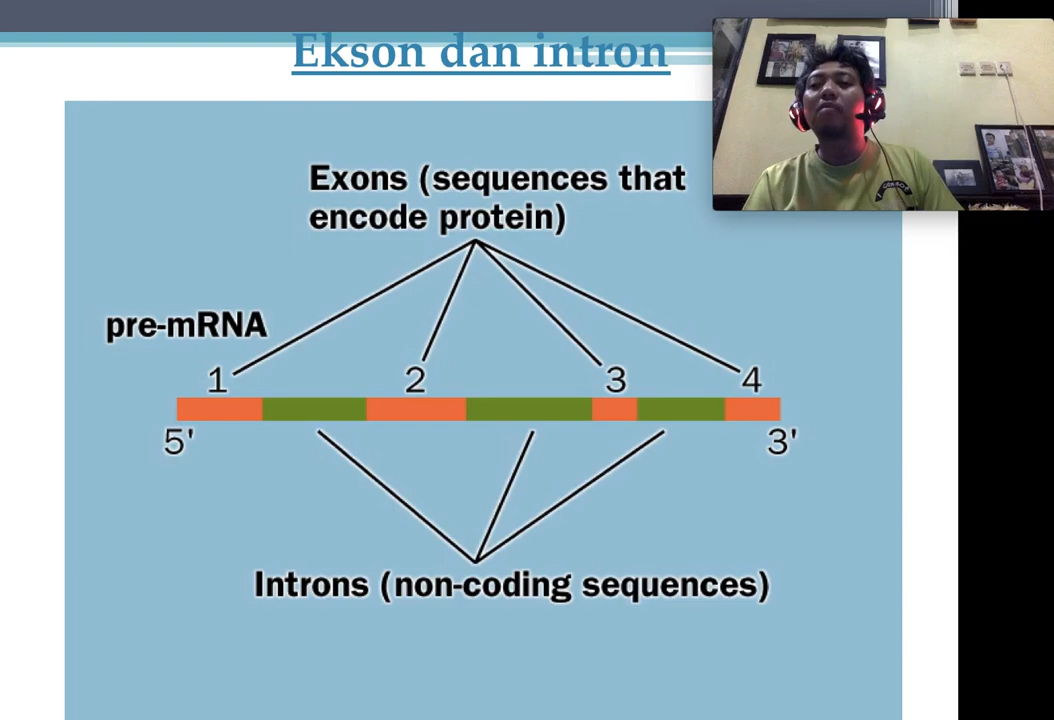 Ekson dan intron
Exons (sequences that
encode protein)
pre-mRNA
1 2 3 4
5' 3'
Introns (non-coding sequences)